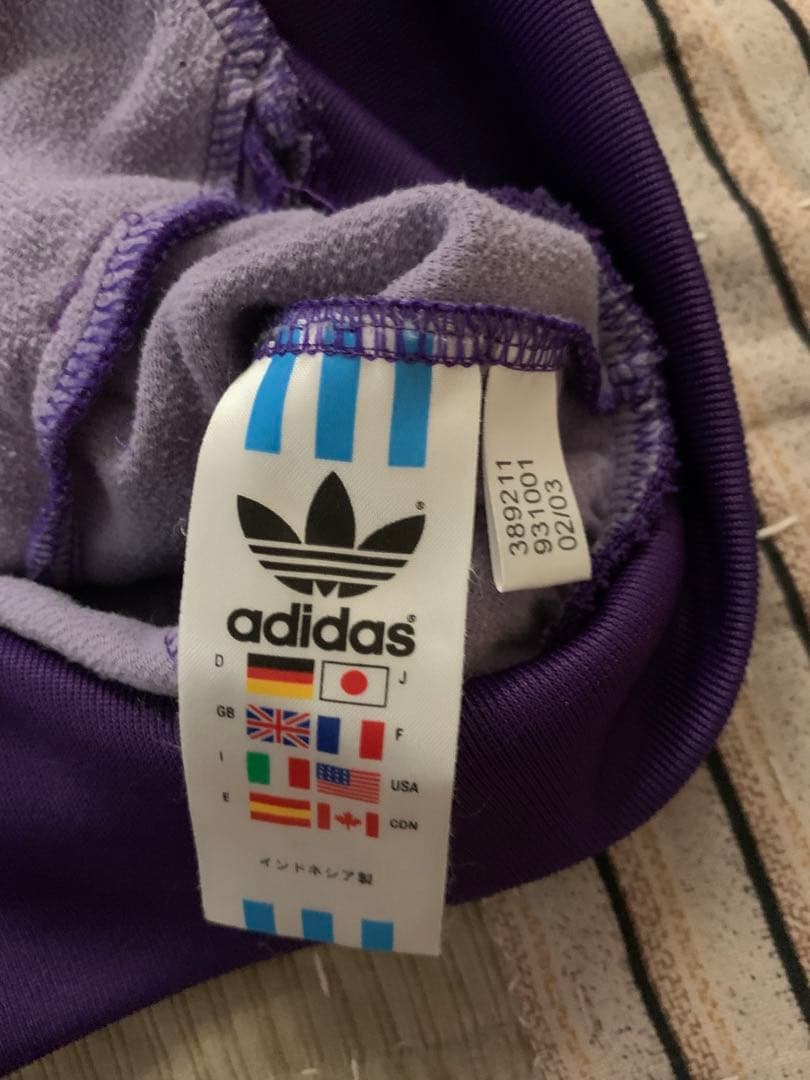 adidas
D
J
GB
F
I
USA
E
CDN
インドネシア製
389211
931001
02/03